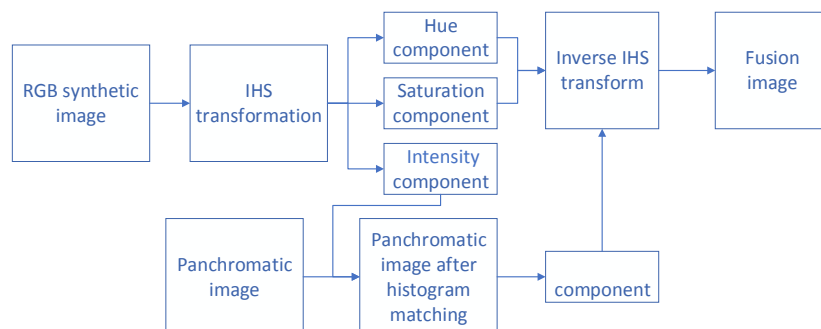 RGB synthetic
image
IHS
transformation
Hue
component
Saturation
component
Intensity
component
Inverse IHS
transform
Fusion
image
Panchromatic
image
Panchromatic
image after
histogram
matching
component